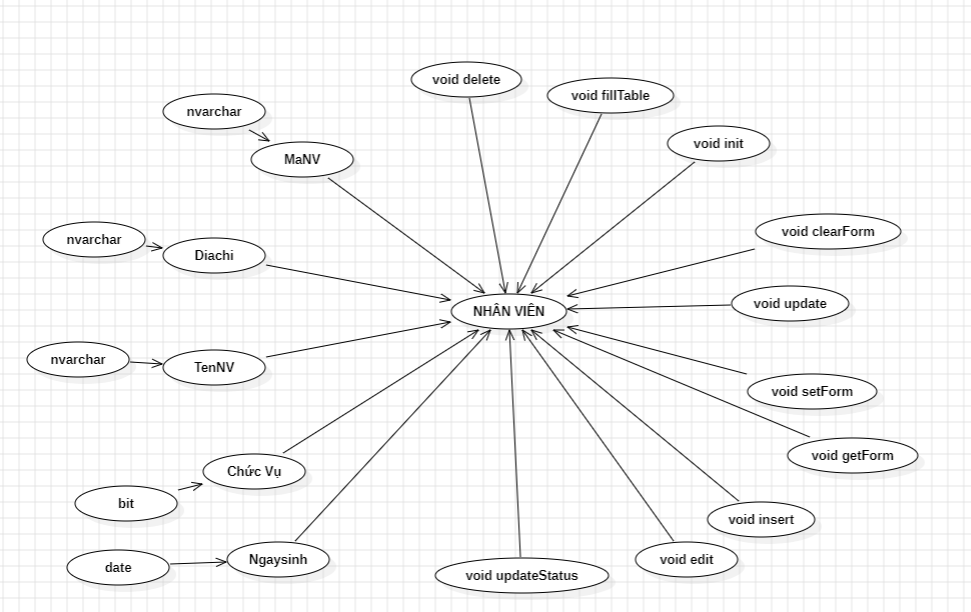 void delete
void fillTable
nvarchar
void init
MaNV
void clearForm
nvarchar
Diachi
void update
NHÂN VIÊN
nvarchar
TenNV
void setForm
void getForm
Chức Vụ
bit
void insert
date
Ngaysinh
void edit
void updateStatus